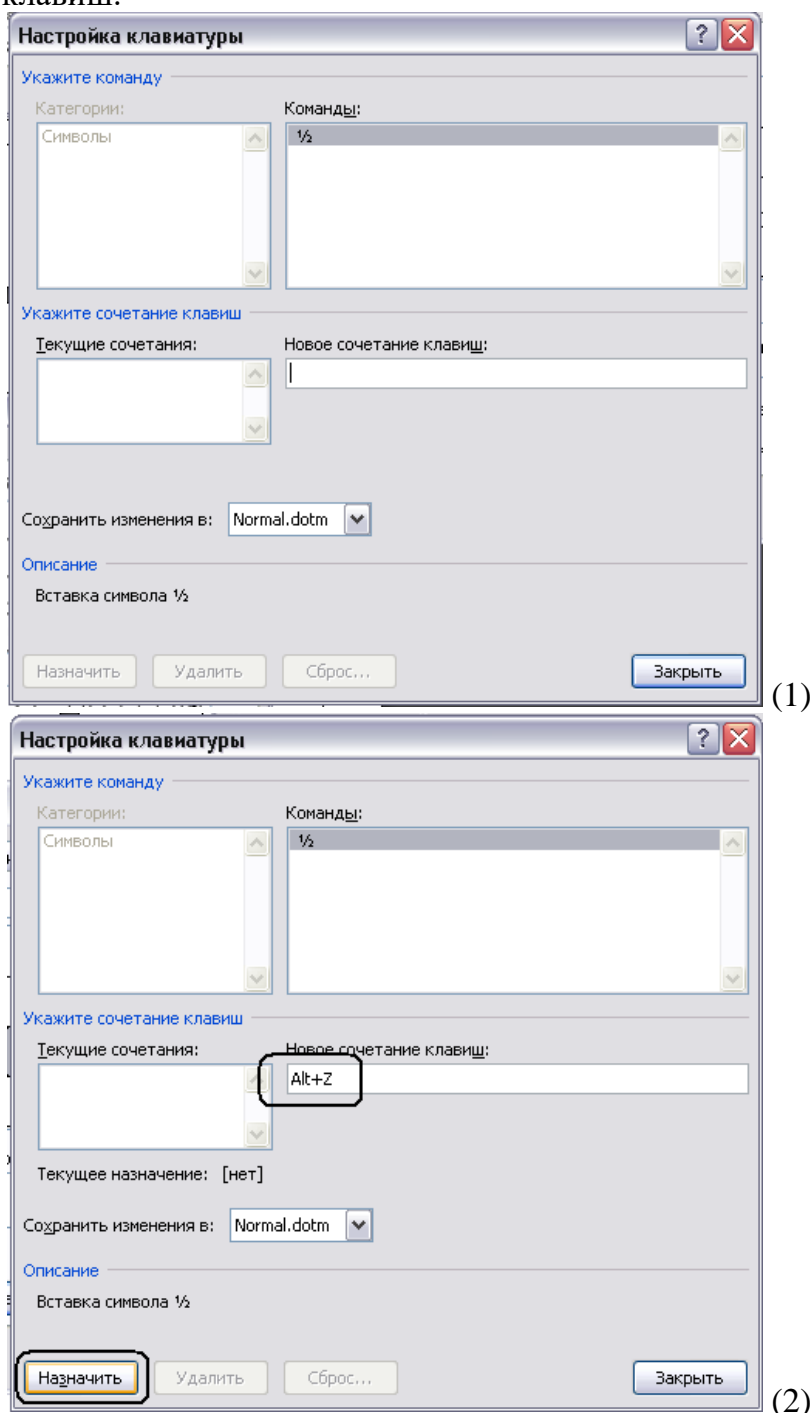 клавиш.
Настройка клавиатуры
Укажите команду
Категории: Команды:
Символы ½
Укажите сочетание клавиш
Текущие сочетания: Новое сочетание клавиш:
Сохранить изменения в: Normal.dotm
Описание
Вставка символа ½
Назначить Удалить Сброс... Закрыть
(1)
Настройка клавиатуры
Укажите команду
Категории: Команды:
Символы ½
Укажите сочетание клавиш
Текущие сочетания: Новое сочетание клавиш:
Alt+Z
Текущее назначение: [нет]
Сохранить изменения в: Normal.dotm
Описание
Вставка символа ½
Назначить Удалить Сброс... Закрыть
(2)